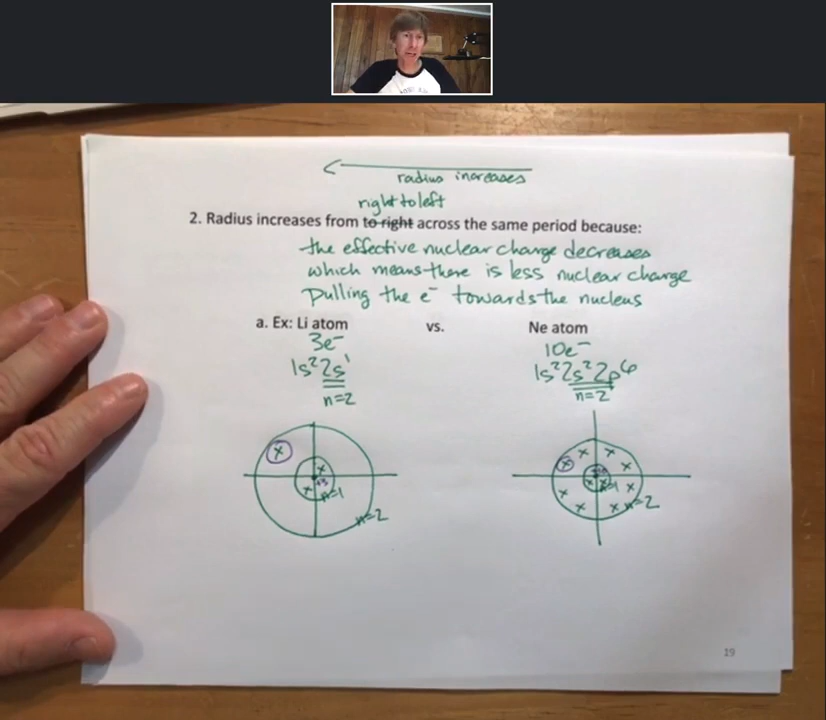 radius increases
right to left
2. Radius increases from to right across the same period because:
the effective nuclear charge decreases
which means there is less nuclear charge
pulling the e⁻ towards the nucleus
a. Ex: Li atom vs. Ne atom
3e⁻ 10e⁻
1s²2s¹ 1s²2s²2p⁶
n=2 n=2
x x x x
x x x
+3
x n=1 x n=1 x x
n=2 x x n=2
19